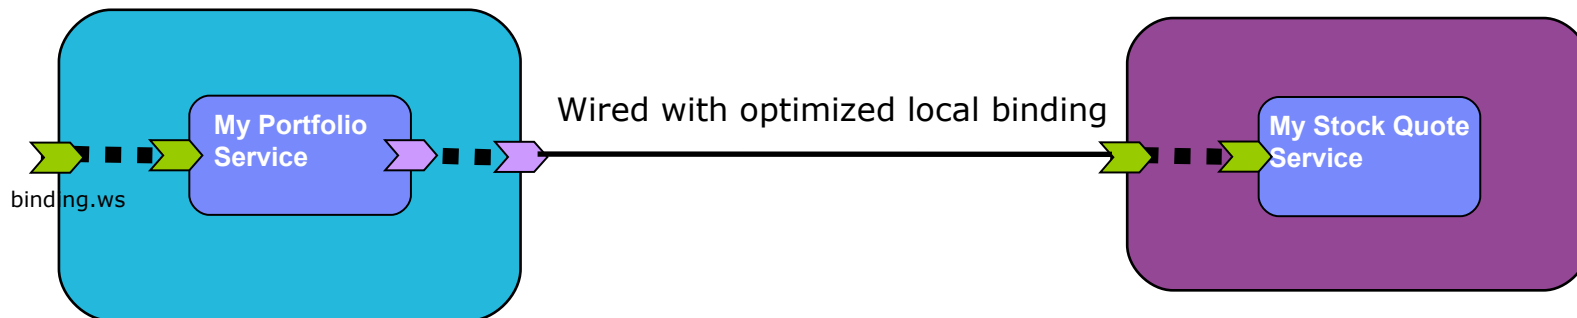 My Portfolio
Service
binding.ws
Wired with optimized local binding
My Stock Quote
Service